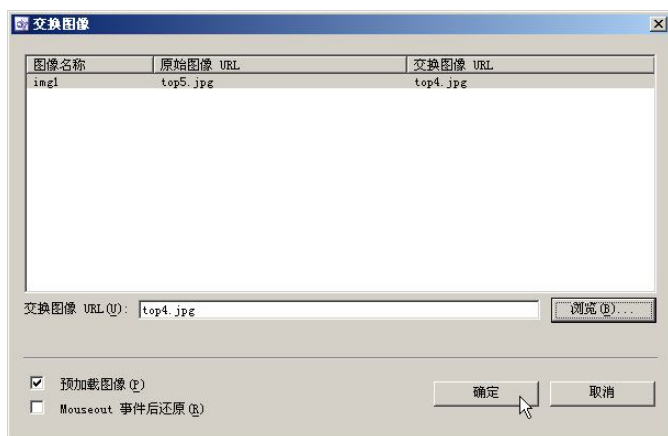 交换图像
图像名称 原始图像 URL 交换图像 URL
img1 top5.jpg top4.jpg
交换图像 URL(U): top4.jpg 浏览(B)...
预加载图像(P)
确定 取消
Mouseout 事件后还原(R)